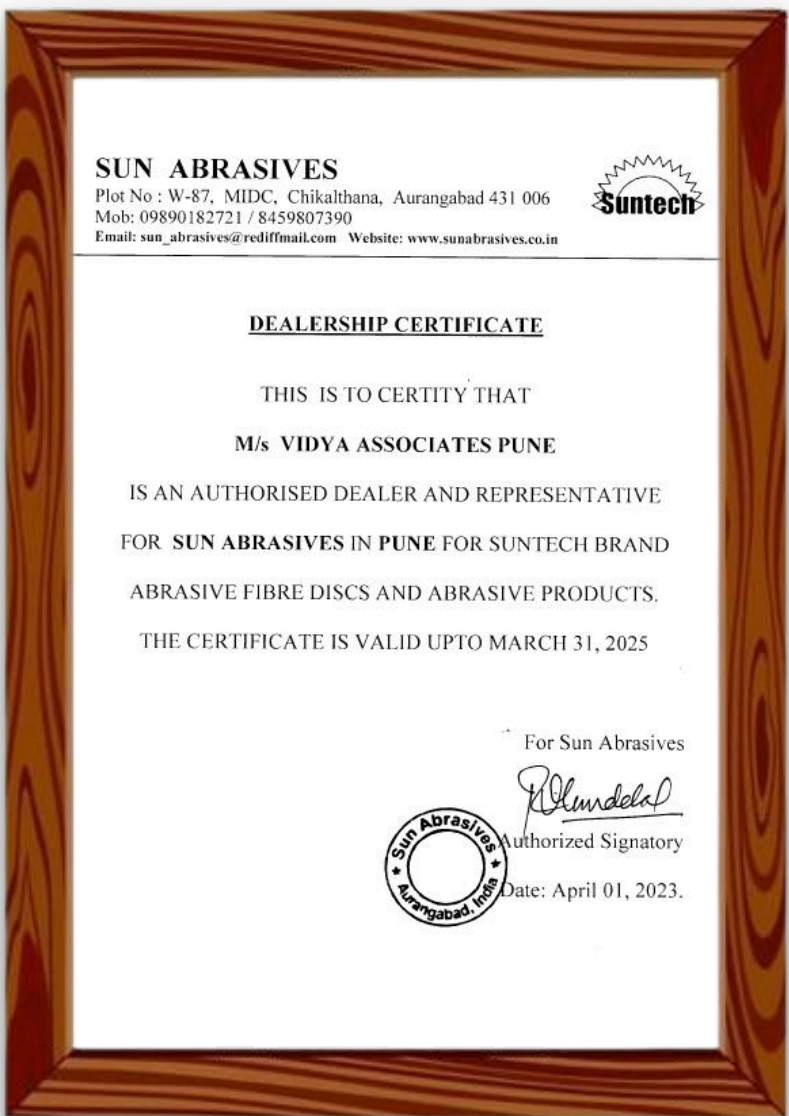 SUN ABRASIVES
Plot No : W-87, MIDC, Chikalthana, Aurangabad 431 006
Mob: 09890182721 / 8459807390
Email: sun_abrasives@rediffmail.com Website: www.sunabrasives.co.in
Suntech
DEALERSHIP CERTIFICATE
THIS IS TO CERTITY THAT
M/s VIDYA ASSOCIATES PUNE
IS AN AUTHORISED DEALER AND REPRESENTATIVE
FOR SUN ABRASIVES IN PUNE FOR SUNTECH BRAND
ABRASIVE FIBRE DISCS AND ABRASIVE PRODUCTS.
THE CERTIFICATE IS VALID UPTO MARCH 31, 2025
For Sun Abrasives
Authorized Signatory
Date: April 01, 2023.
Sun Abrasives
Aurangabad, India